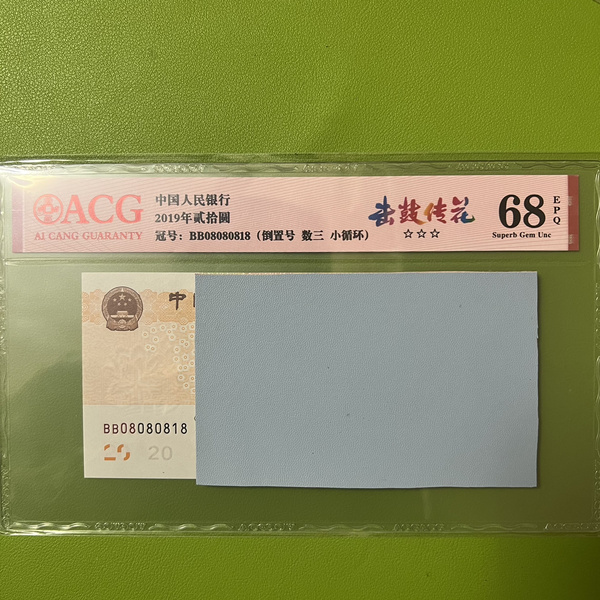 ACG
AI CANG GUARANTY
中国人民银行
2019年贰拾圆
冠号：BB08080818（倒置号 数三 小循环）
击鼓传花
☆☆☆
68
EPQ
Superb Gem Unc
中
BB08080818
20 20